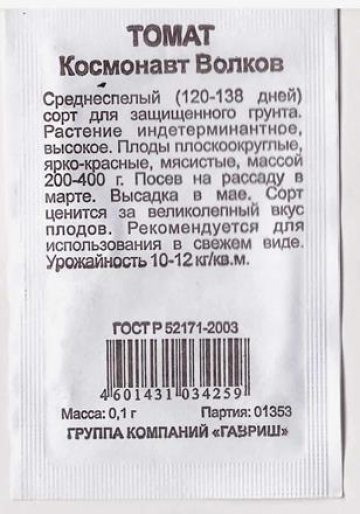 ТОМАТ
Космонавт Волков
Среднеспелый (120-138 дней)
сорт для защищенного грунта.
Растение индетерминантное,
высокое. Плоды плоскоокруглые,
ярко-красные, мясистые, массой
200-400 г. Посев на рассаду в
марте. Высадка в мае. Сорт
ценится за великолепный вкус
плодов. Рекомендуется для
использования в свежем виде.
Урожайность 10-12 кг/кв.м.
ГОСТ Р 52171-2003
4 601431 034259
Масса: 0,1 г Партия: 01353
ГРУППА КОМПАНИЙ «ГАВРИШ»